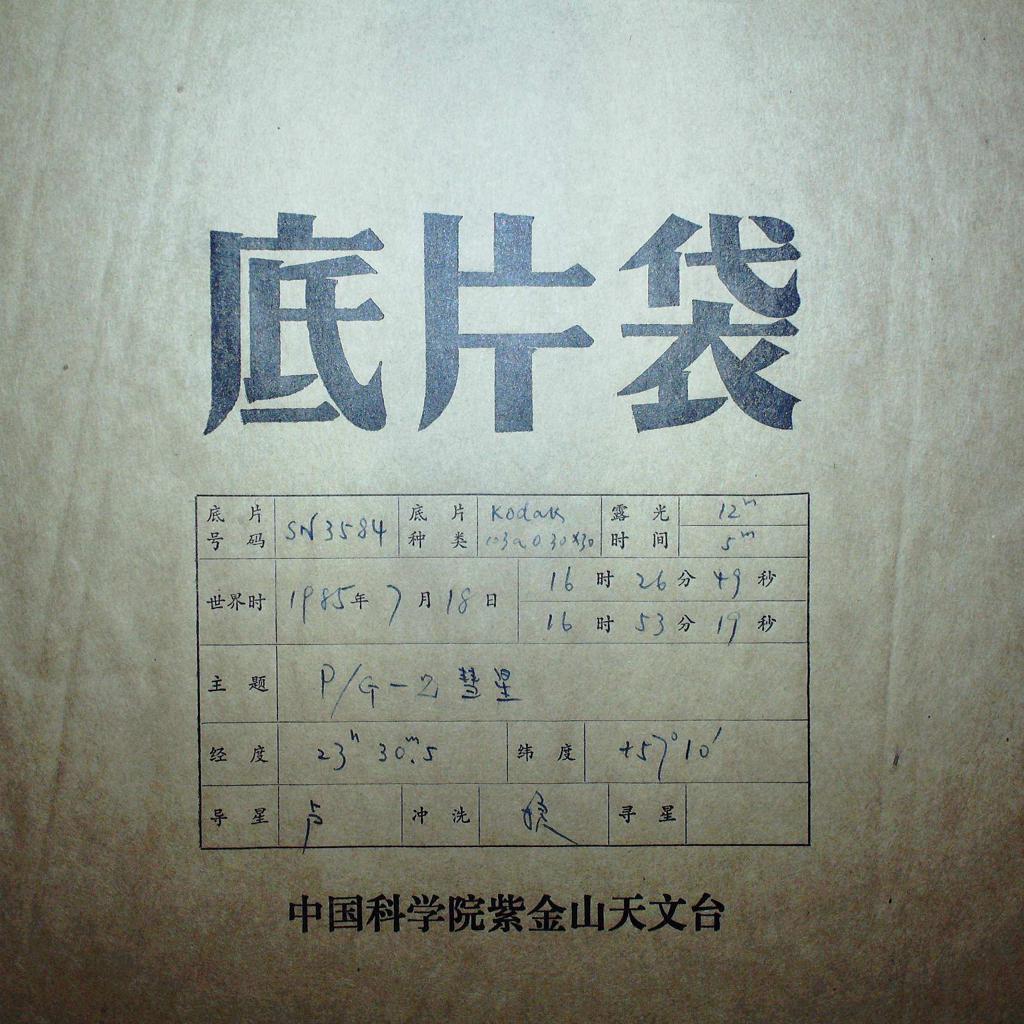 底片袋
底片号码 SN3584 底片种类 Kodak 103aO 30×30 露光时间 12m 5m
世界时 1985年7月18日 16时26分49秒
16时53分19秒
主题 P/G-Z 彗星
经度 23h 30m.5 纬度 +57°10′
导星 卢 冲洗 寻星
中国科学院紫金山天文台